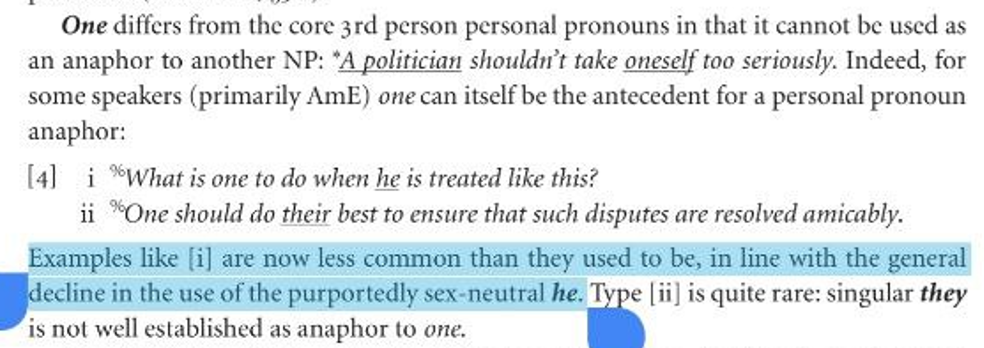 One differs from the core 3rd person personal pronouns in that it cannot be used as
an anaphor to another NP: *A politician shouldn't take oneself too seriously. Indeed, for
some speakers (primarily AmE) one can itself be the antecedent for a personal pronoun
anaphor:
[4] i %What is one to do when he is treated like this?
ii %One should do their best to ensure that such disputes are resolved amicably.
Examples like [i] are now less common than they used to be, in line with the general
decline in the use of the purportedly sex-neutral he. Type [ii] is quite rare: singular they
is not well established as anaphor to one.